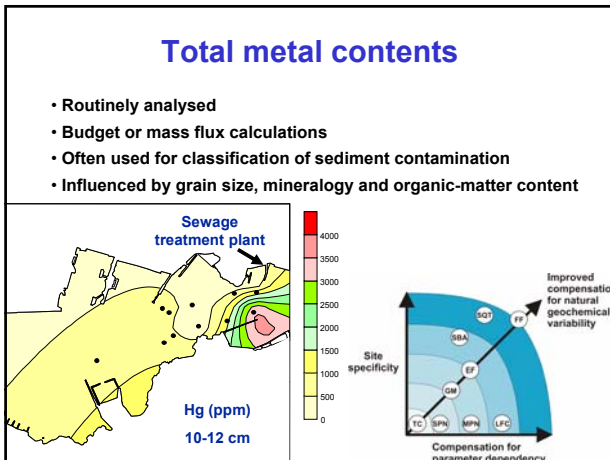 Total metal contents
• Routinely analysed
• Budget or mass flux calculations
• Often used for classification of sediment contamination
• Influenced by grain size, mineralogy and organic-matter content
Sewage
treatment plant
4000
3500
3000
2500
2000
1500
1000
500
0
Hg (ppm)
10-12 cm
Improved
compensation
for natural
geochemical
variability
Site
specificity
SQT
FF
SBA
EF
GM
TC
SPN
MPN
LFC
Compensation for
parameter dependency